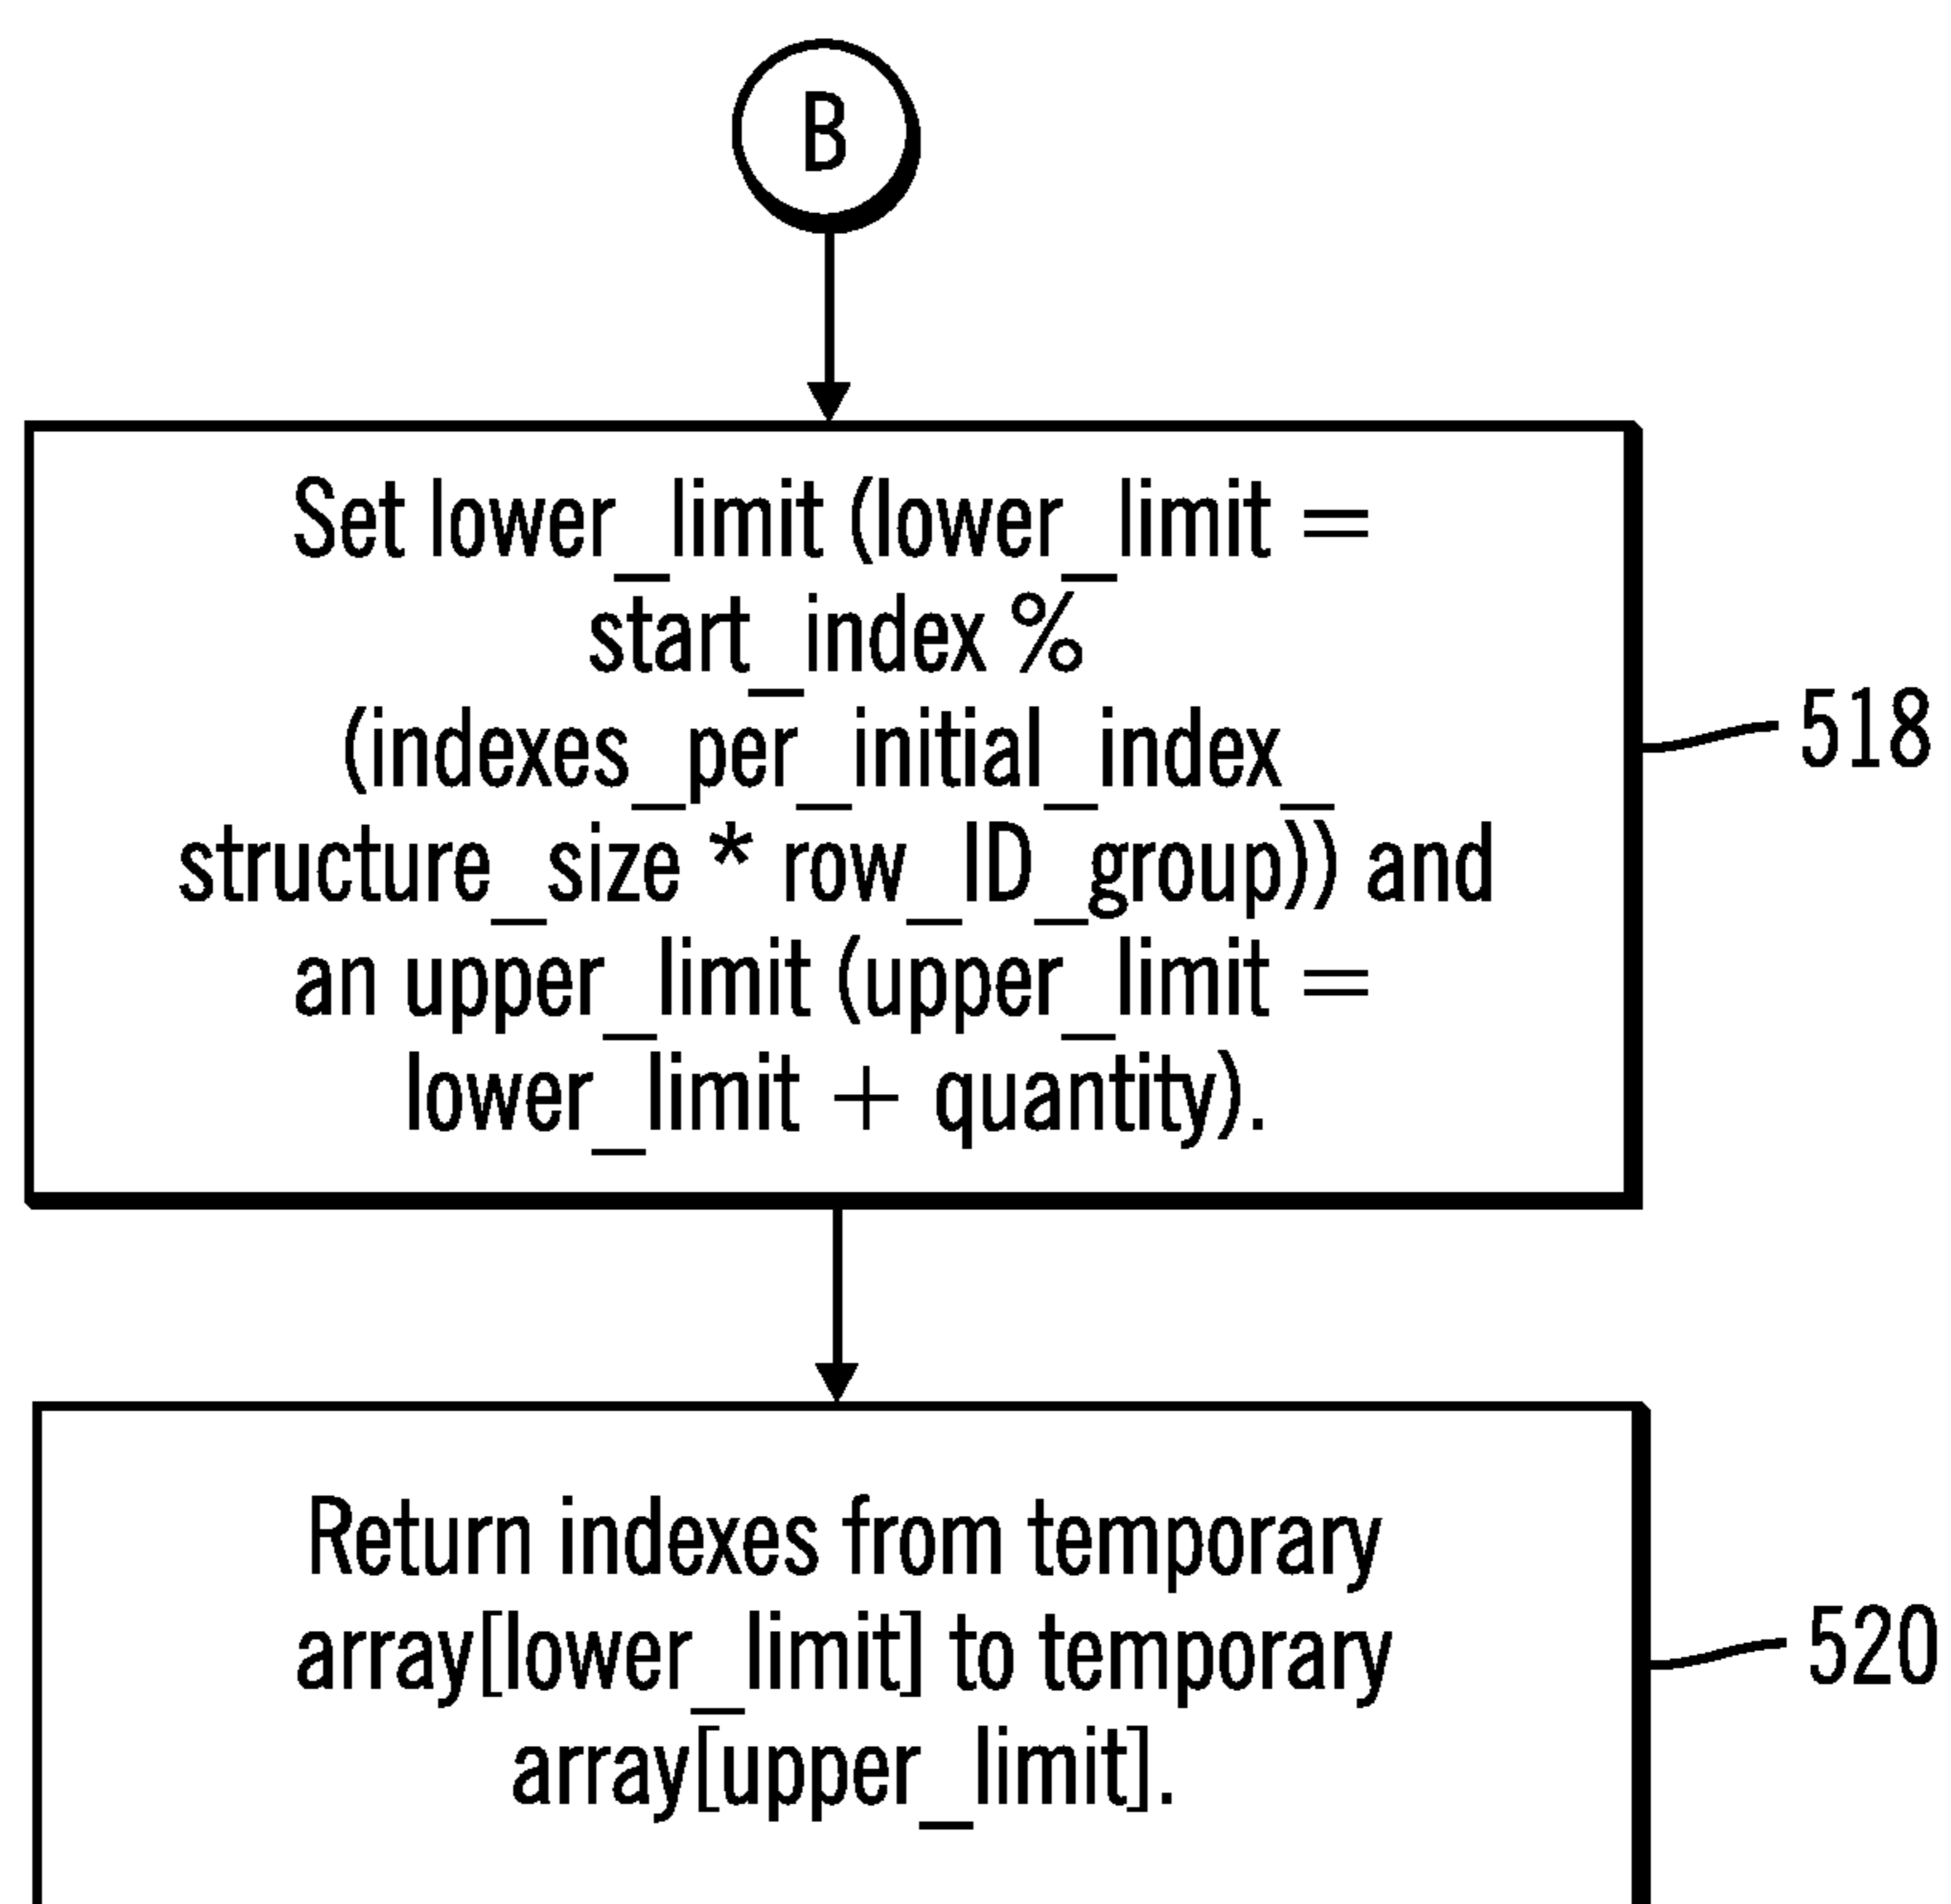 B
Set lower_limit (lower_limit =
start_index %
(indexes_per_initial_index_
structure_size * row_ID_group)) and
an upper_limit (upper_limit =
lower_limit + quantity).
518
Return indexes from temporary
array[lower_limit] to temporary
array[upper_limit].
520